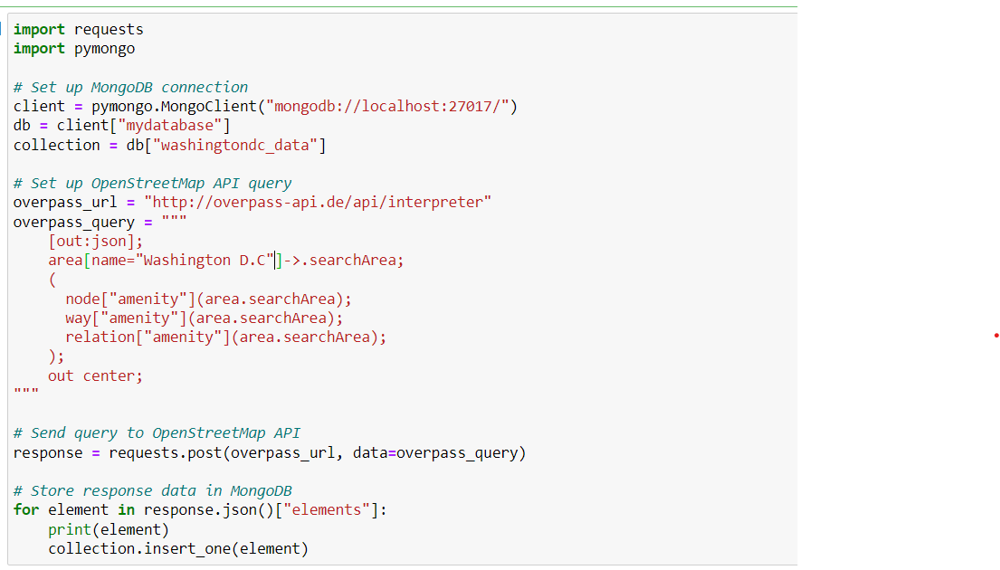 import requests
import pymongo
# Set up MongoDB connection
client = pymongo.MongoClient("mongodb://localhost:27017/")
db = client["mydatabase"]
collection = db["washingtondc_data"]
# Set up OpenStreetMap API query
overpass_url = "http://overpass-api.de/api/interpreter"
overpass_query = """
    [out:json];
    area[name="Washington D.C"]->.searchArea;
    (
      node["amenity"](area.searchArea);
      way["amenity"](area.searchArea);
      relation["amenity"](area.searchArea);
    );
    out center;
"""
# Send query to OpenStreetMap API
response = requests.post(overpass_url, data=overpass_query)
# Store response data in MongoDB
for element in response.json()["elements"]:
    print(element)
    collection.insert_one(element)